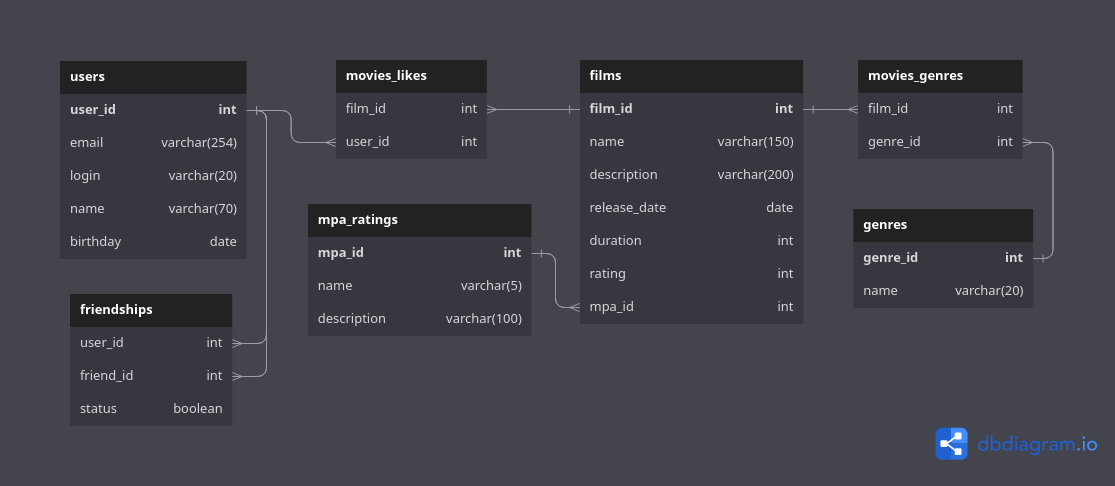 users
user_id int
email varchar(254)
login varchar(20)
name varchar(70)
birthday date
movies_likes
film_id int
user_id int
films
film_id int
name varchar(150)
description varchar(200)
release_date date
duration int
rating int
mpa_id int
movies_genres
film_id int
genre_id int
mpa_ratings
mpa_id int
name varchar(5)
description varchar(100)
genres
genre_id int
name varchar(20)
friendships
user_id int
friend_id int
status boolean
dbdiagram.io